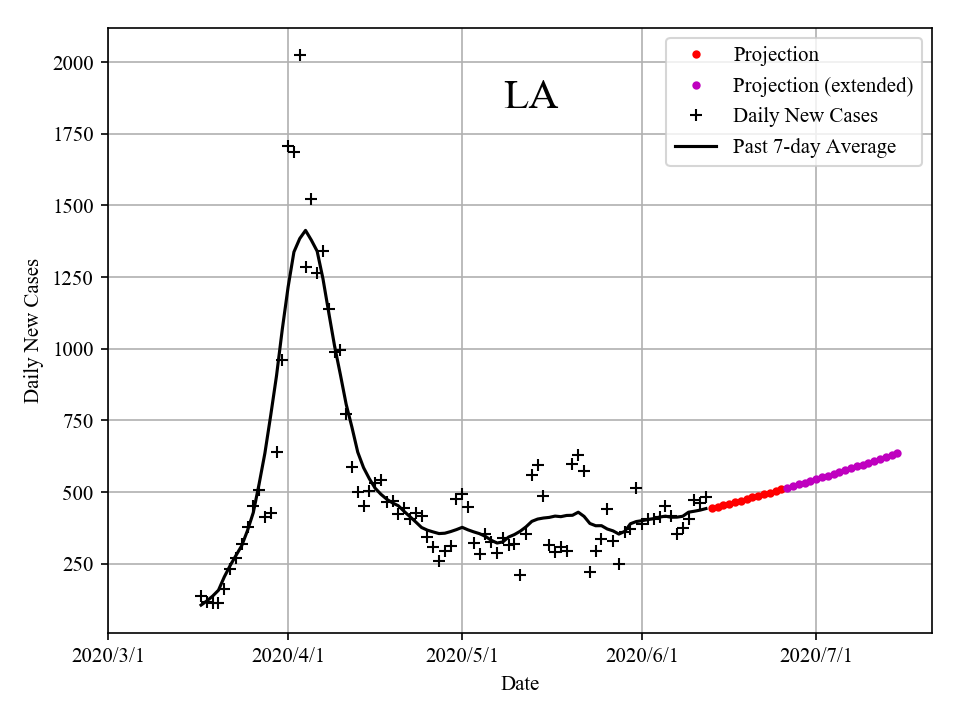 LA
Projection
Projection (extended)
Daily New Cases
Past 7-day Average
Daily New Cases
2000
1750
1500
1250
1000
750
500
250
2020/3/1
2020/4/1
2020/5/1
2020/6/1
2020/7/1
Date